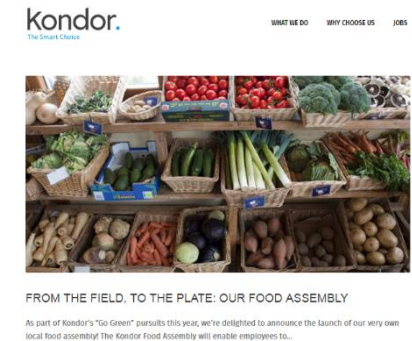 kondor.
The Smart Choice
WHAT WE DO WHY CHOOSE US JOBS
FROM THE FIELD, TO THE PLATE: OUR FOOD ASSEMBLY
As part of Kondor's "Go Green" pursuits this year, we're delighted to announce the launch of our very own
local food assembly! The Kondor Food Assembly will enable employees to...